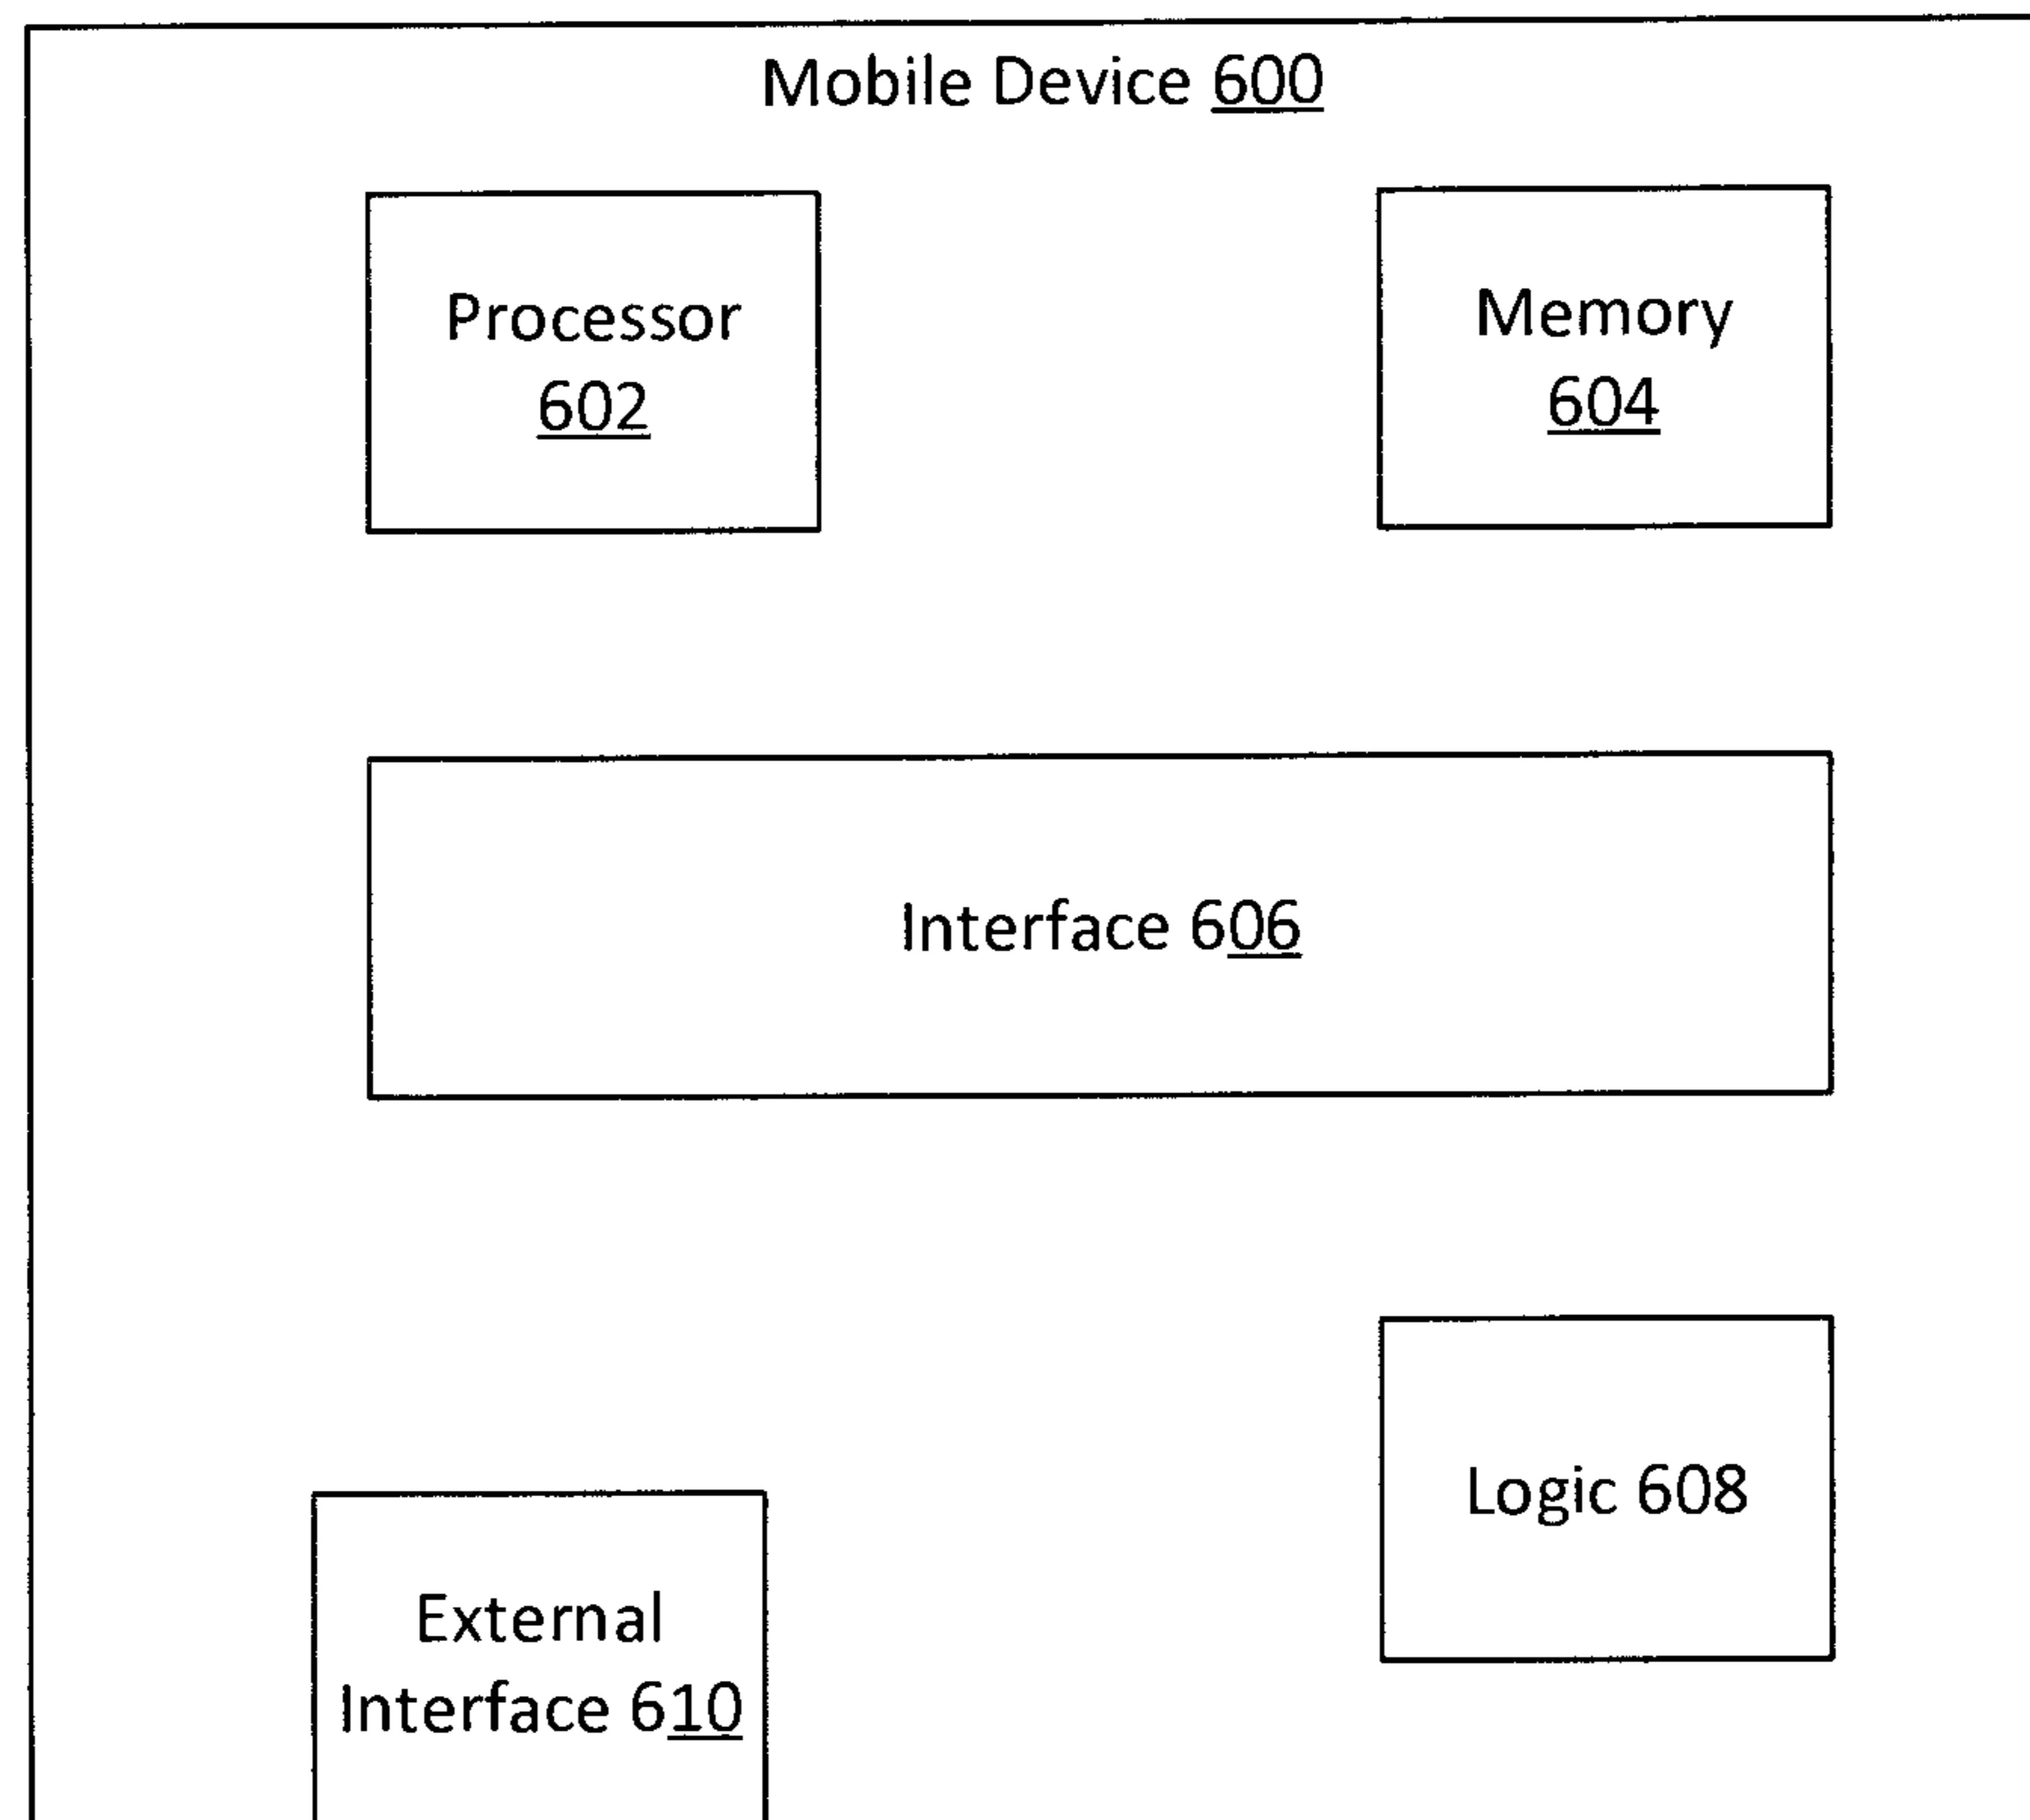 Mobile Device 600
Processor
602
Memory
604
Interface 606
Logic 608
External
Interface 610